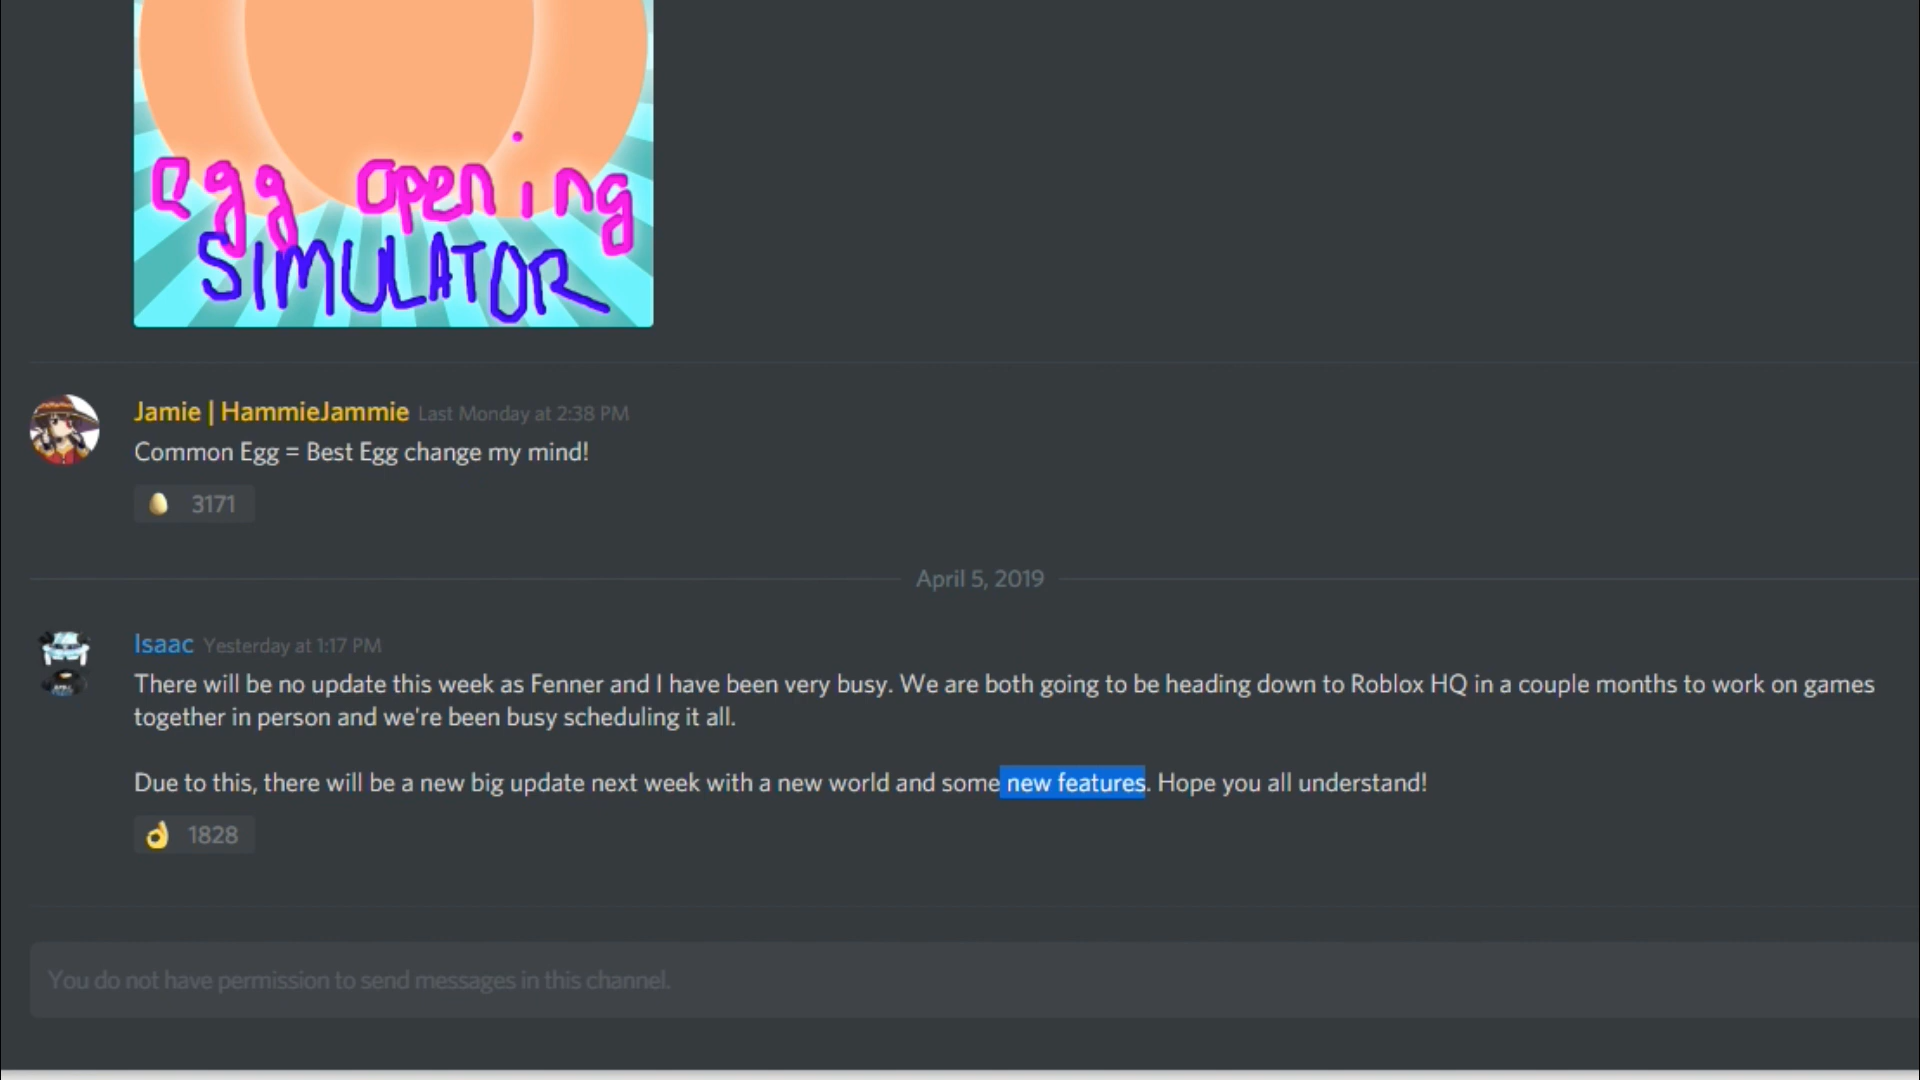 egg opening
SIMULATOR
Jamie | HammieJammie Last Monday at 2:38 PM
Common Egg = Best Egg change my mind!
3171
April 5, 2019
Isaac Yesterday at 1:17 PM
There will be no update this week as Fenner and I have been very busy. We are both going to be heading down to Roblox HQ in a couple months to work on games
together in person and we're been busy scheduling it all.
Due to this, there will be a new big update next week with a new world and some new features. Hope you all understand!
1828
You do not have permission to send messages in this channel.